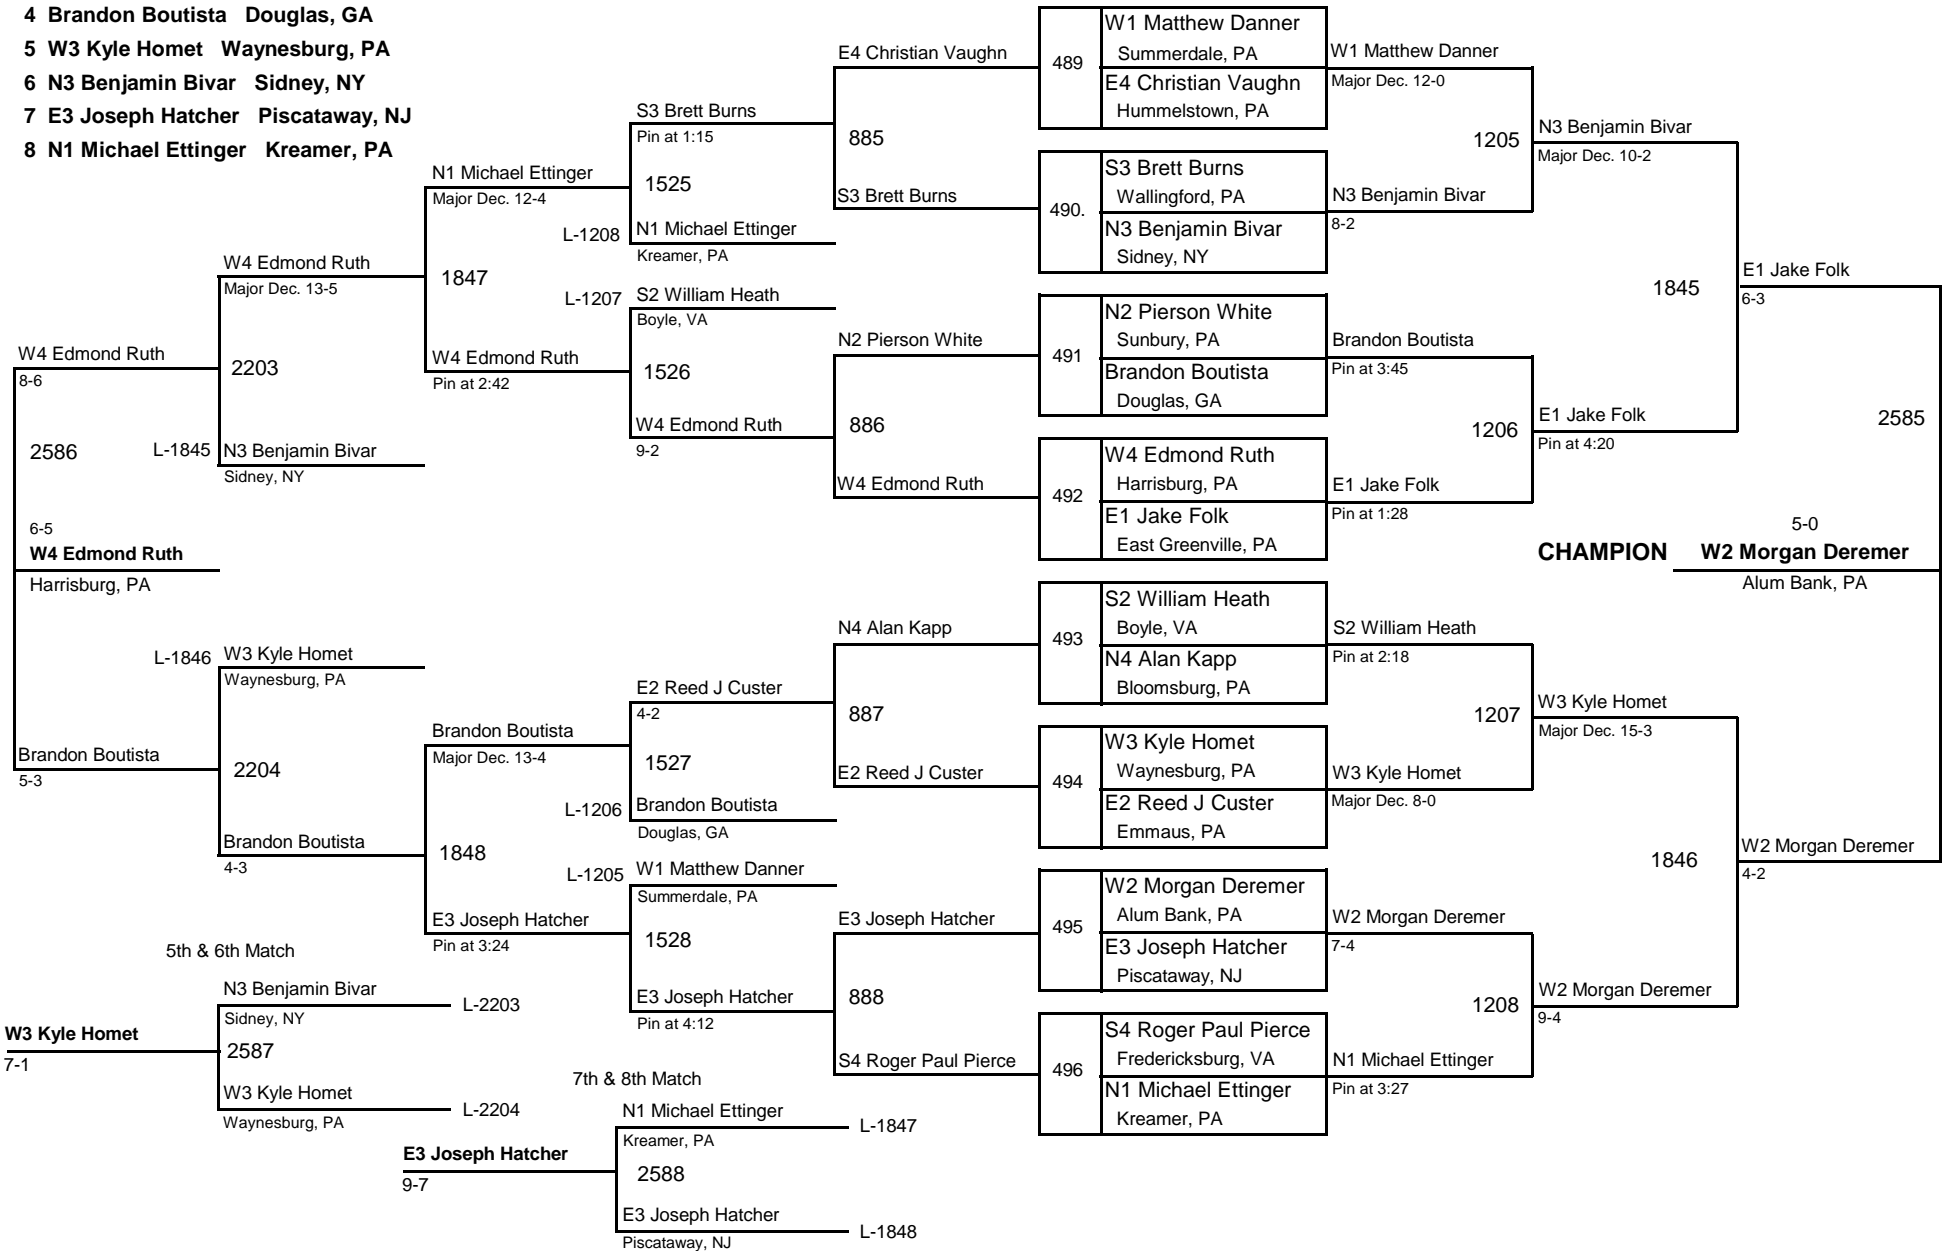 4 Brandon Boutista Douglas, GA
5 W3 Kyle Homet Waynesburg, PA
6 N3 Benjamin Bivar Sidney, NY
7 E3 Joseph Hatcher Piscataway, NJ
8 N1 Michael Ettinger Kreamer, PA
W4 Edmond Ruth
8-6
2586
6-5
W4 Edmond Ruth
Harrisburg, PA
Brandon Boutista
5-3
W4 Edmond Ruth
Major Dec. 13-5
2203
L-1845 N3 Benjamin Bivar
Sidney, NY
L-1846 W3 Kyle Homet
Waynesburg, PA
2204
Brandon Boutista
4-3
N1 Michael Ettinger
Major Dec. 12-4
1847
W4 Edmond Ruth
Pin at 2:42
Brandon Boutista
Major Dec. 13-4
1848
E3 Joseph Hatcher
Pin at 3:24
S3 Brett Burns
Pin at 1:15
1525
L-1208 N1 Michael Ettinger
Kreamer, PA
L-1207 S2 William Heath
Boyle, VA
1526
W4 Edmond Ruth
9-2
E2 Reed J Custer
4-2
1527
L-1206 Brandon Boutista
Douglas, GA
L-1205 W1 Matthew Danner
Summerdale, PA
1528
E3 Joseph Hatcher
Pin at 4:12
E4 Christian Vaughn
885
S3 Brett Burns
N2 Pierson White
886
W4 Edmond Ruth
N4 Alan Kapp
887
E2 Reed J Custer
E3 Joseph Hatcher
888
S4 Roger Paul Pierce
489
W1 Matthew Danner
Summerdale, PA
E4 Christian Vaughn
Hummelstown, PA
490.
S3 Brett Burns
Wallingford, PA
N3 Benjamin Bivar
Sidney, NY
491
N2 Pierson White
Sunbury, PA
Brandon Boutista
Douglas, GA
492
W4 Edmond Ruth
Harrisburg, PA
E1 Jake Folk
East Greenville, PA
493
S2 William Heath
Boyle, VA
N4 Alan Kapp
Bloomsburg, PA
494
W3 Kyle Homet
Waynesburg, PA
E2 Reed J Custer
Emmaus, PA
495
W2 Morgan Deremer
Alum Bank, PA
E3 Joseph Hatcher
Piscataway, NJ
496
S4 Roger Paul Pierce
Fredericksburg, VA
N1 Michael Ettinger
Kreamer, PA
W1 Matthew Danner
Major Dec. 12-0
1205
N3 Benjamin Bivar
8-2
Brandon Boutista
Pin at 3:45
1206
E1 Jake Folk
Pin at 1:28
S2 William Heath
Pin at 2:18
1207
W3 Kyle Homet
Major Dec. 8-0
W2 Morgan Deremer
7-4
1208
N1 Michael Ettinger
Pin at 3:27
N3 Benjamin Bivar
Major Dec. 10-2
1845
E1 Jake Folk
Pin at 4:20
W3 Kyle Homet
Major Dec. 15-3
1846
W2 Morgan Deremer
9-4
E1 Jake Folk
6-3
2585
5-0
CHAMPION W2 Morgan Deremer
Alum Bank, PA
W2 Morgan Deremer
4-2
5th & 6th Match
N3 Benjamin Bivar L-2203
Sidney, NY
W3 Kyle Homet
7-1
2587
W3 Kyle Homet L-2204
Waynesburg, PA
7th & 8th Match
N1 Michael Ettinger L-1847
Kreamer, PA
E3 Joseph Hatcher
9-7
2588
E3 Joseph Hatcher L-1848
Piscataway, NJ